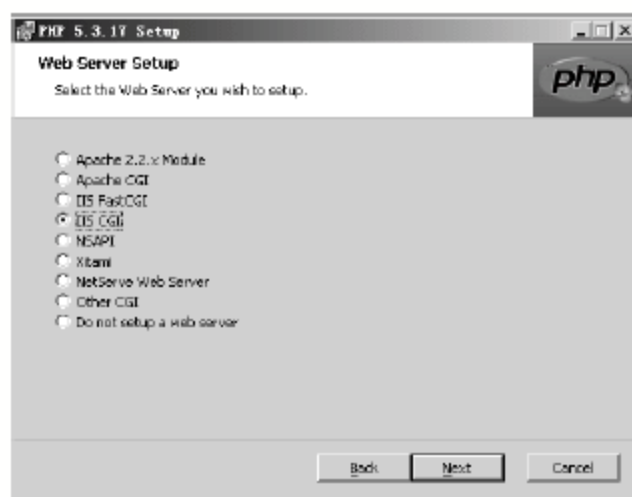 PHP 5.3.17 Setup
Web Server Setup
Select the Web Server you wish to setup.
php
Apache 2.2.x Module
Apache CGI
IIS FastCGI
IIS CGI
NSAPI
Xitami
NetServe Web Server
Other CGI
Do not setup a web server
Back
Next
Cancel